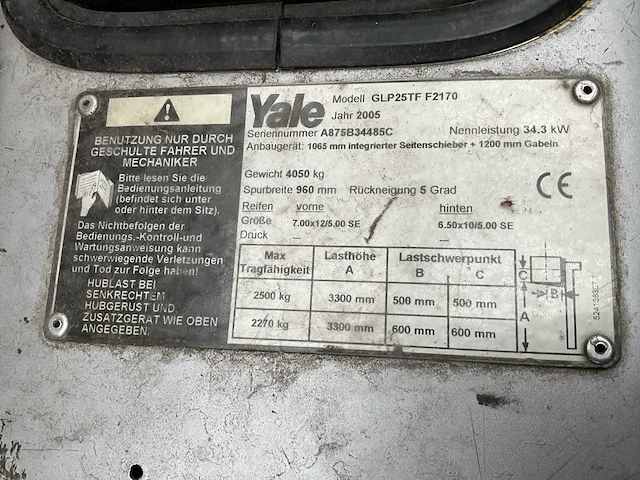 BENUTZUNG NUR DURCH
GESCHULTE FAHRER UND
MECHANIKER
Bitte lesen Sie die
Bedienungsanleitung
(befindet sich unter
oder hinter dem Sitz).
Das Nichtbefolgen der
Bedienungs,-Kontroll-und
Wartungsanweisung kann
schwerwiegende Verletzungen
und Tod zur Folge haben!
HUBLAST BEI
SENKRECHTEM
HUBGERUST UND
ZUSATZGERÄT WIE OBEN
ANGEGEBEN.
Yale
Modell GLP25TF F2170
Jahr 2005
Seriennummer A875B34485C Nennleistung 34.3 kW
Anbaugerät: 1065 mm integrierter Seitenschieber + 1200 mm Gabeln
Gewicht 4050 kg
Spurbreite 960 mm Rückneigung 5 Grad
CE
Reifen vorne hinten
Größe 7.00x12/5.00 SE 6.50x10/5.00 SE
Druck – –
Max Lasthöhe Lastschwerpunkt
Tragfähigkeit A B C
2500 kg 3300 mm 500 mm 500 mm
2270 kg 3300 mm 600 mm 600 mm
C
B
A